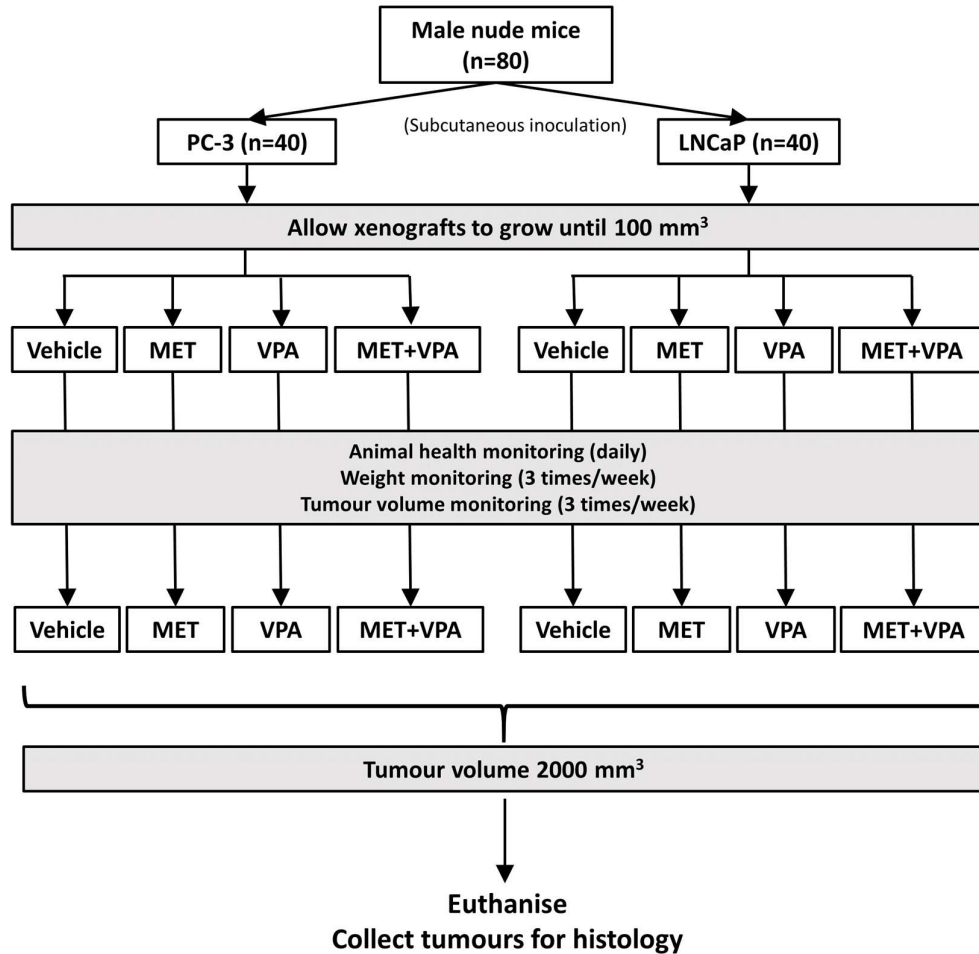 Male nude mice
(n=80)
(Subcutaneous inoculation)
PC-3 (n=40)
LNCaP (n=40)
Allow xenografts to grow until 100 mm³
Vehicle MET VPA MET+VPA Vehicle MET VPA MET+VPA
Animal health monitoring (daily)
Weight monitoring (3 times/week)
Tumour volume monitoring (3 times/week)
Vehicle MET VPA MET+VPA Vehicle MET VPA MET+VPA
Tumour volume 2000 mm³
Euthanise
Collect tumours for histology